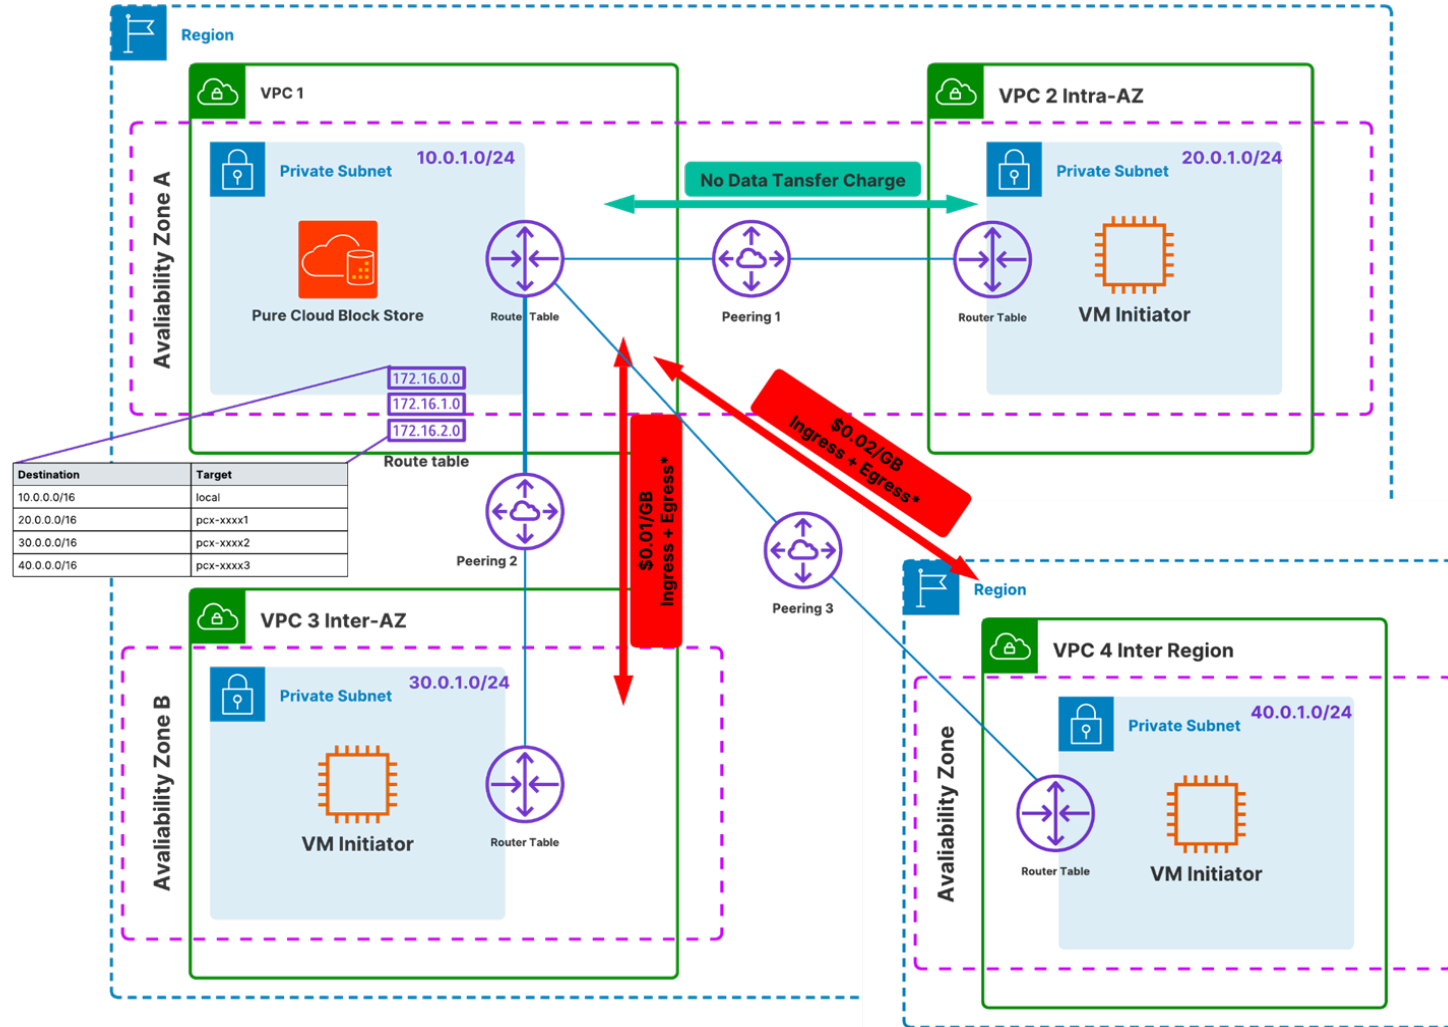 Region
VPC 1
VPC 2 Intra-AZ
Avaliability Zone A
Private Subnet
10.0.1.0/24
No Data Tansfer Charge
Private Subnet
20.0.1.0/24
Pure Cloud Block Store
Route Table
Peering 1
Router Table
VM Initiator
172.16.0.0
172.16.1.0
172.16.2.0
Route table
Destination Target
10.0.0.0/16 local
20.0.0.0/16 pcx-xxxx1
30.0.0.0/16 pcx-xxxx2
40.0.0.0/16 pcx-xxxx3
$0.01/GB
Ingress + Egress*
$0.02/GB
Ingress + Egress*
Peering 2
Peering 3
VPC 3 Inter-AZ
Avaliability Zone B
Private Subnet
30.0.1.0/24
VM Initiator
Router Table
Region
VPC 4 Inter Region
Avaliability Zone
Private Subnet
40.0.1.0/24
Router Table
VM Initiator